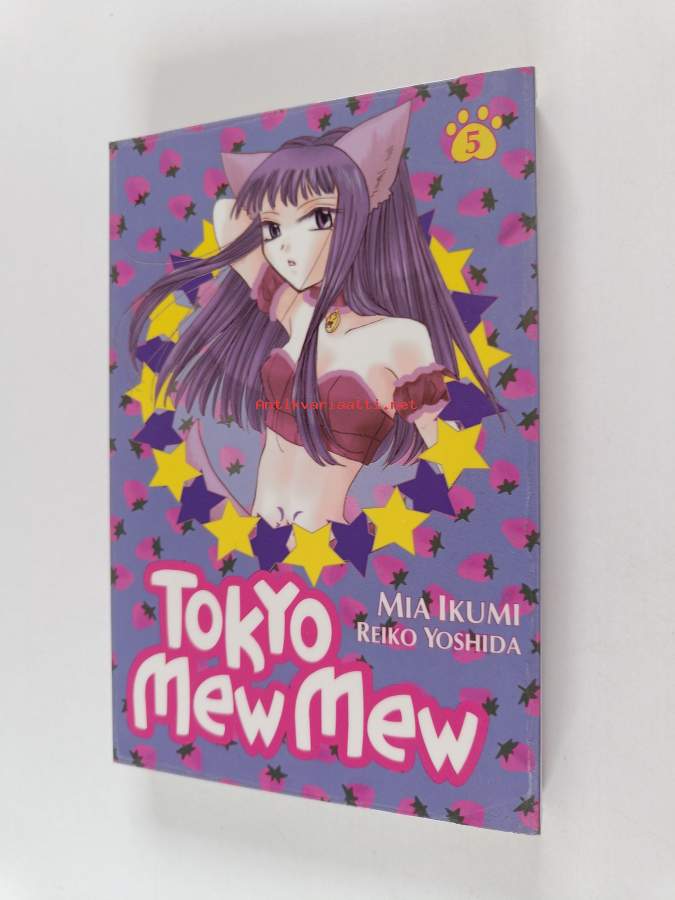 5
Antikvariaatti.net
TOKYO
MEW MEW
MIA IKUMI
REIKO YOSHIDA